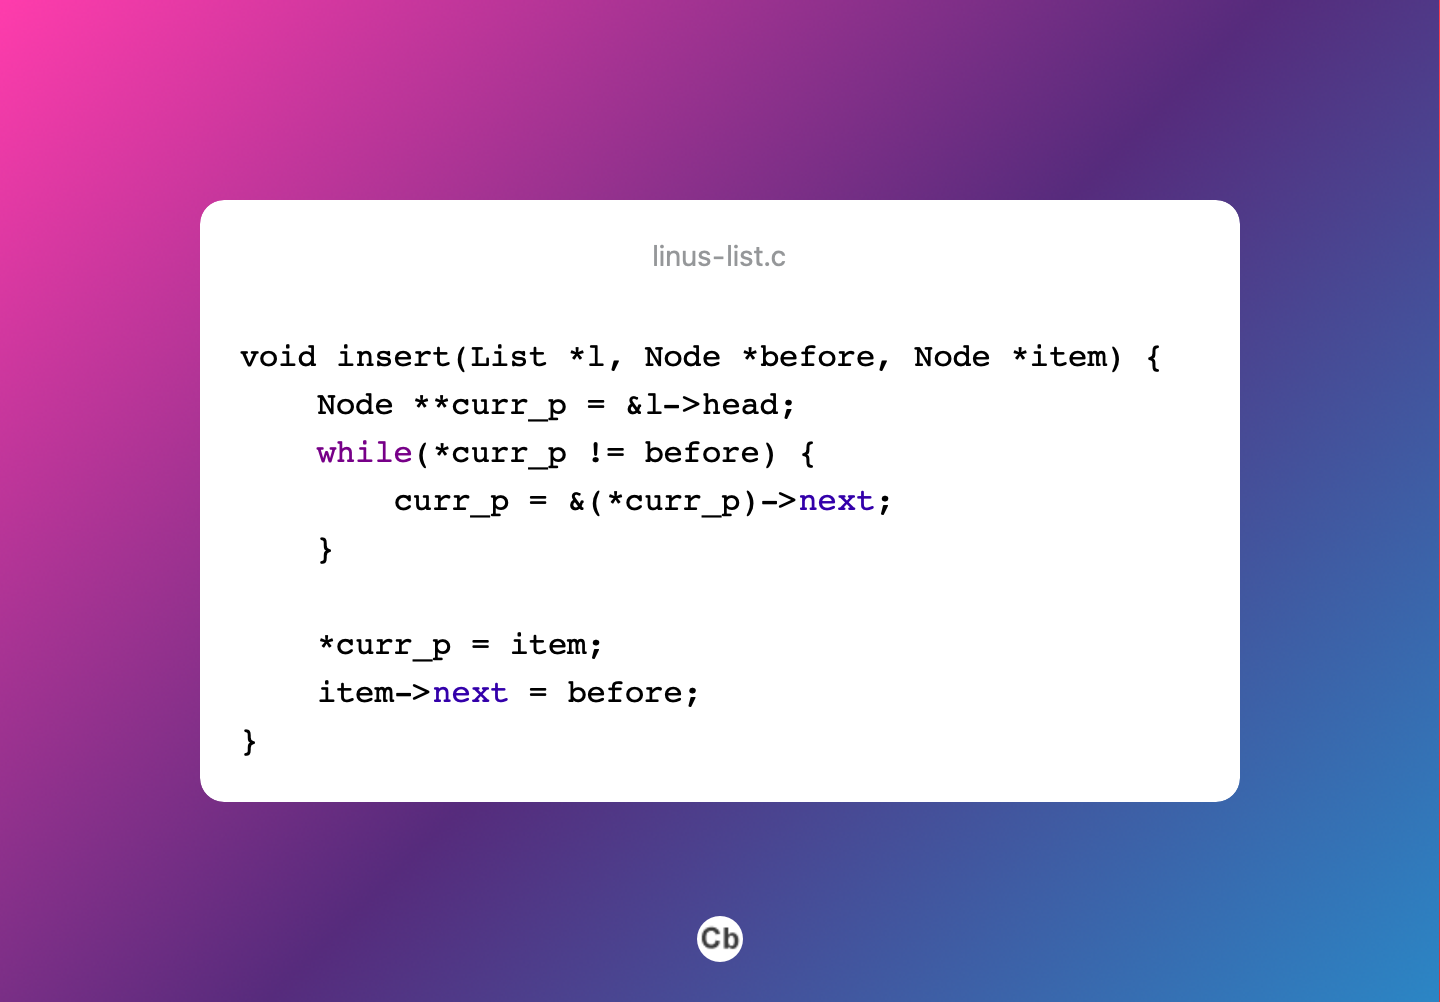 linus-list.c
void insert(List *l, Node *before, Node *item) {
    Node **curr_p = &l->head;
    while(*curr_p != before) {
        curr_p = &(*curr_p)->next;
    }

    *curr_p = item;
    item->next = before;
}
Cb